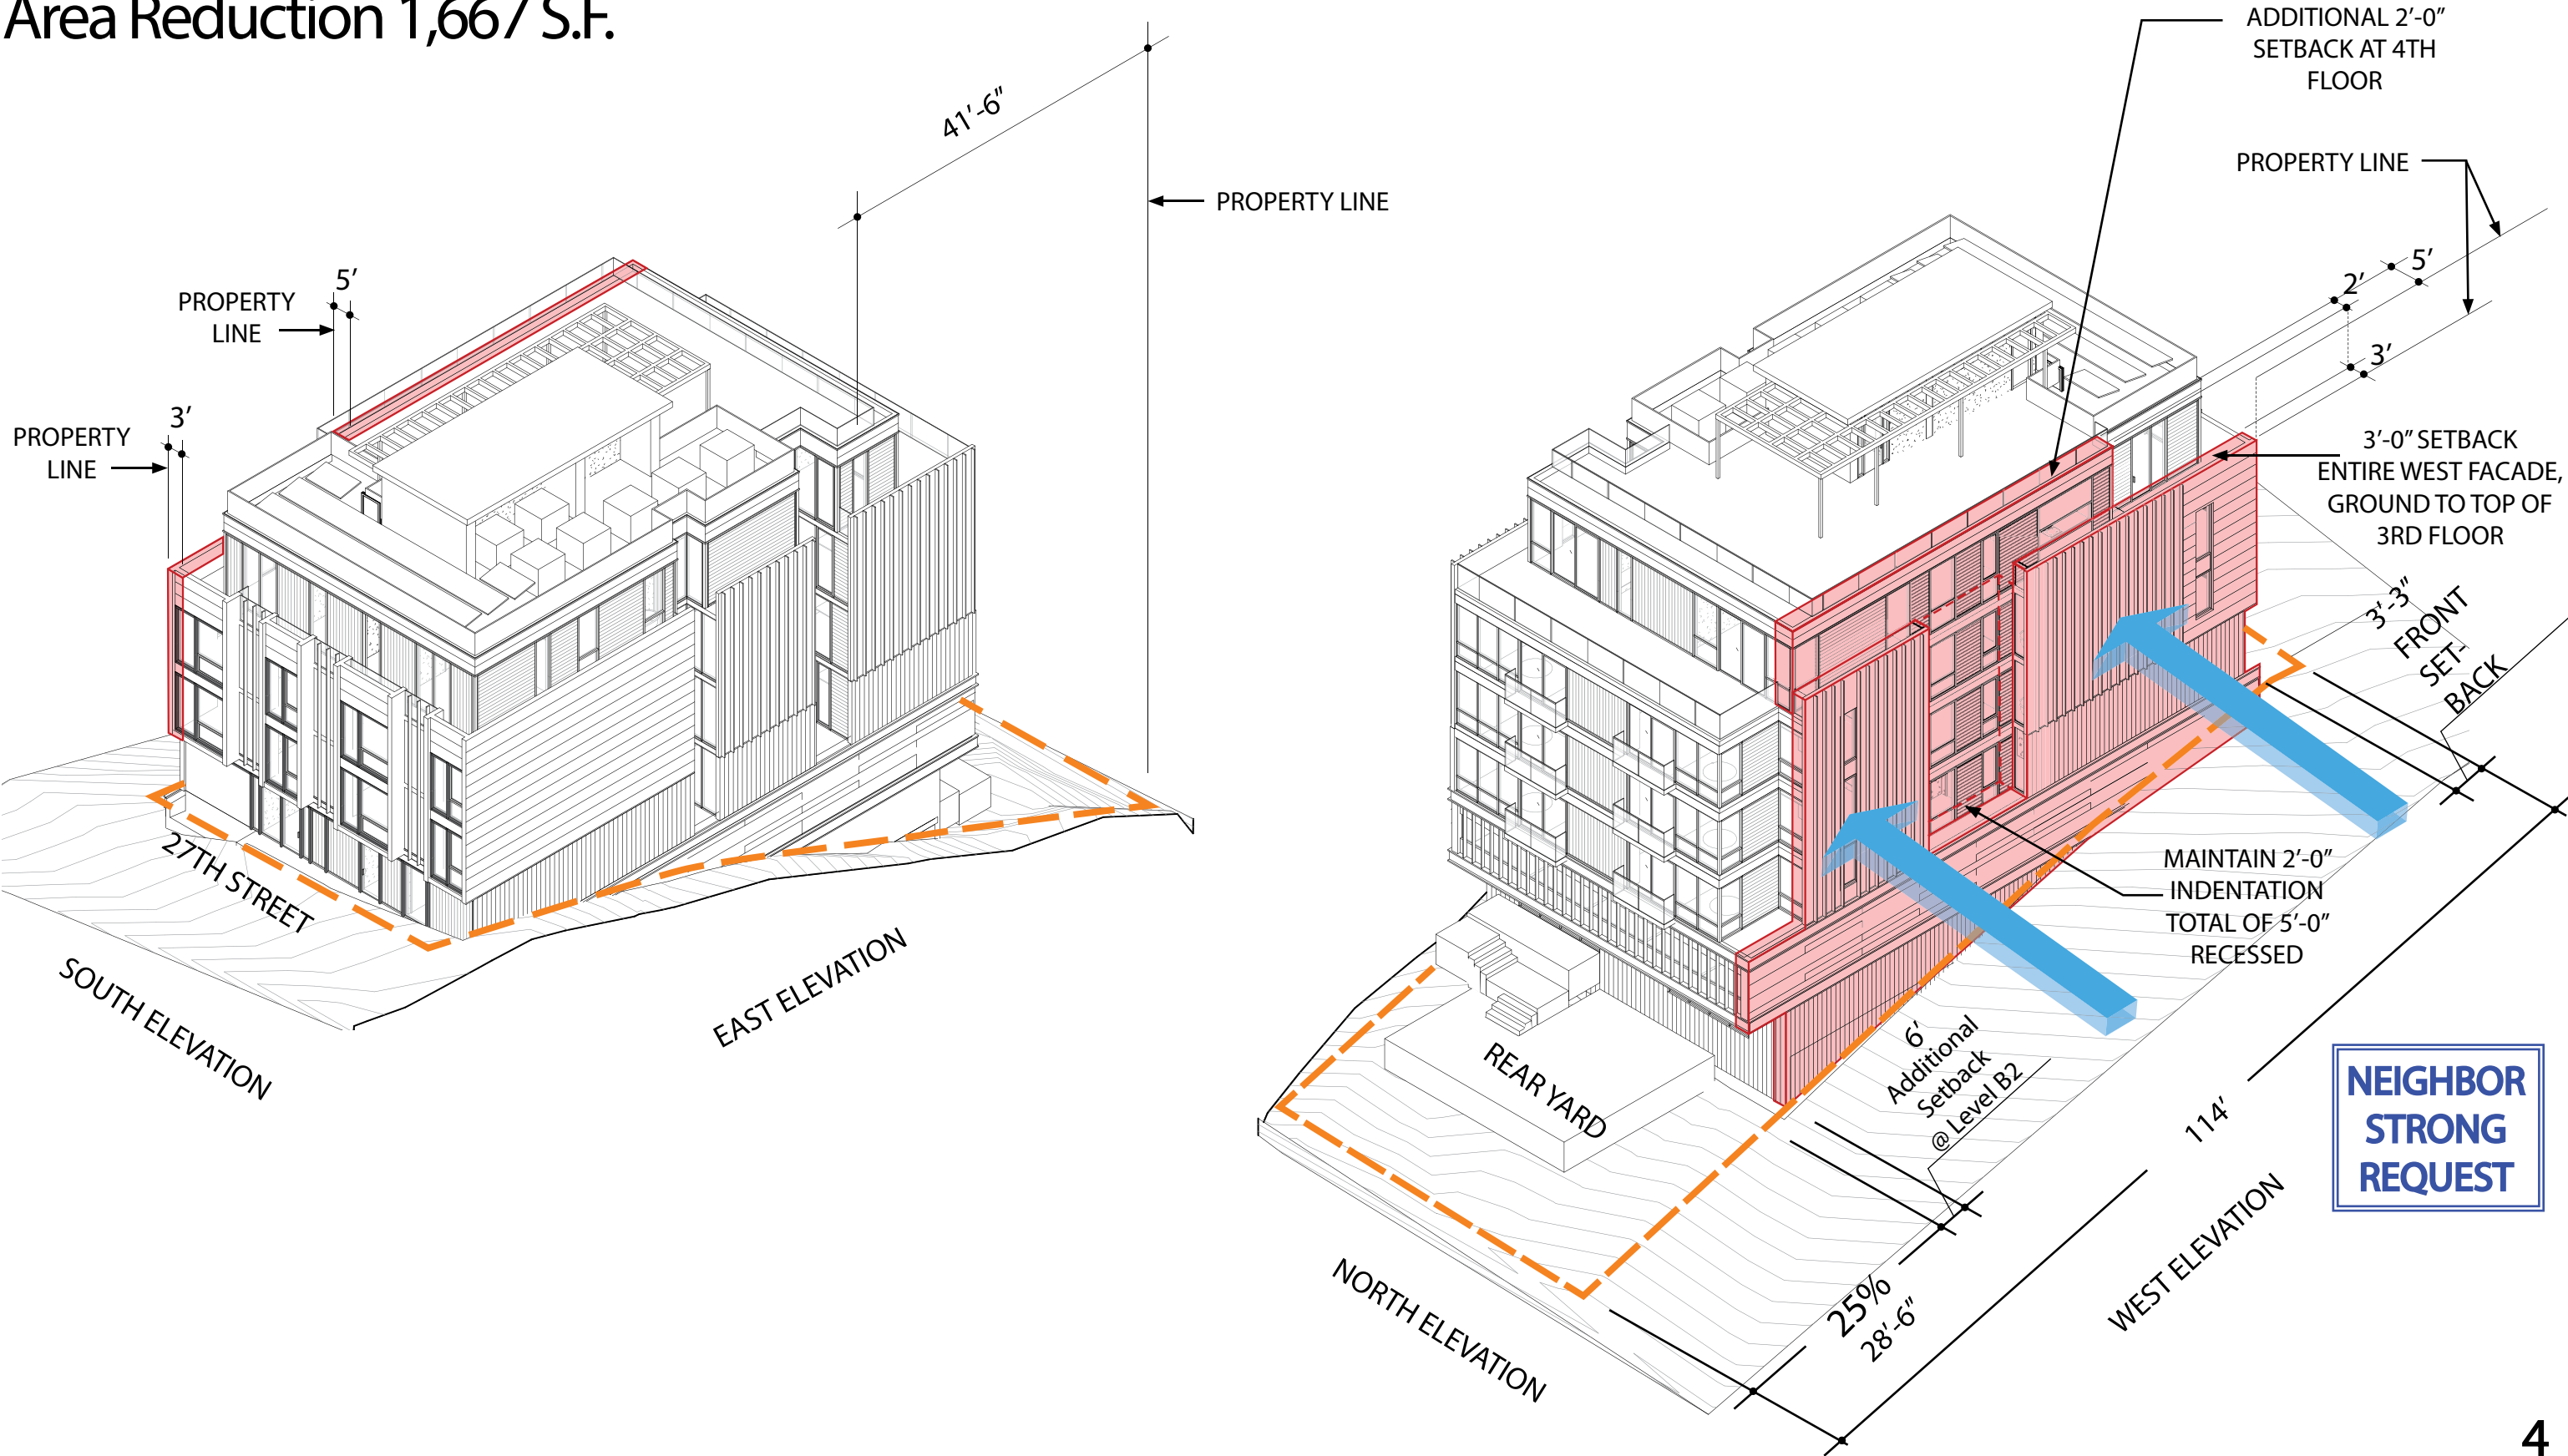 Area Reduction 1,667 S.F.
41'-6"
PROPERTY LINE
5'
PROPERTY
LINE
3'
PROPERTY
LINE
27TH STREET
SOUTH ELEVATION
EAST ELEVATION
ADDITIONAL 2'-0"
SETBACK AT 4TH
FLOOR
PROPERTY LINE
5'
2'
3'
3'-0" SETBACK
ENTIRE WEST FACADE,
GROUND TO TOP OF
3RD FLOOR
3'-3"
FRONT
SET-
BACK
MAINTAIN 2'-0"
INDENTATION
TOTAL OF 5'-0"
RECESSED
6'
Additional
Setback
@ Level B2
REAR YARD
114'
25%
28'-6"
NORTH ELEVATION
WEST ELEVATION
NEIGHBOR
STRONG
REQUEST
4